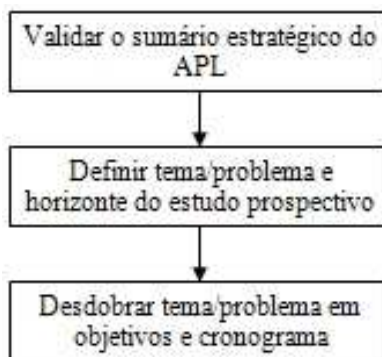 Validar o sumário estratégico do
APL
Definir tema/problema e
horizonte do estudo prospectivo
Desdobrar tema/problema em
objetivos e cronograma